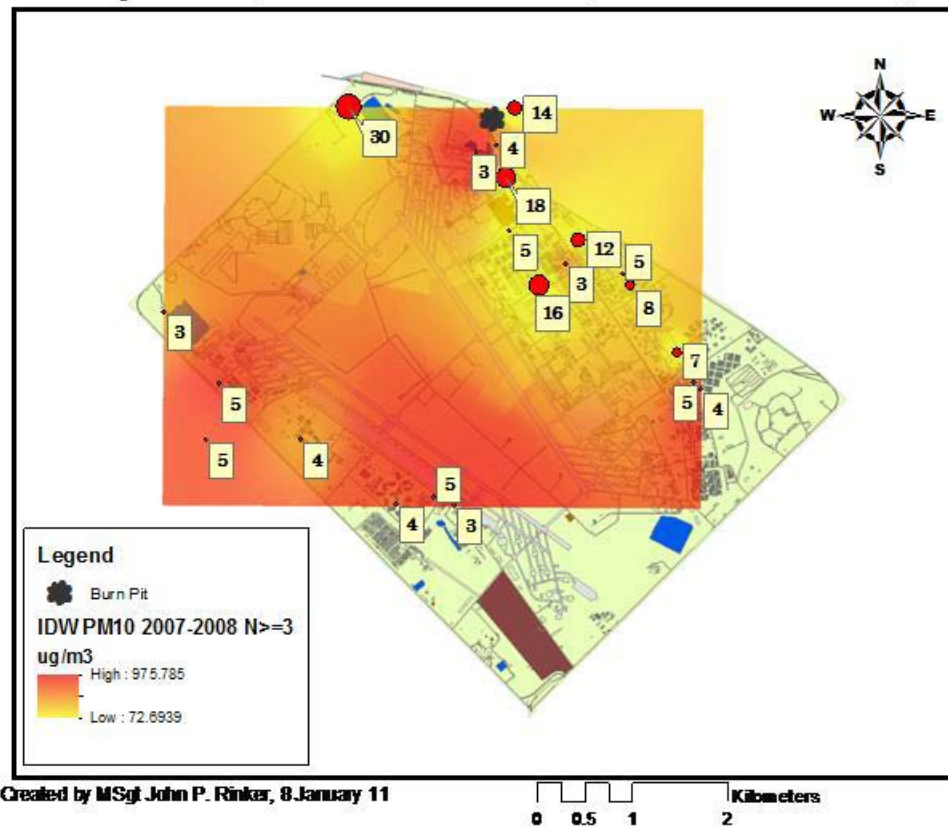 N
W E
S
30
14
4
3
18
5
12
5
3
16
8
3
7
5
5
4
5
4
5
4
3
Legend
Burn Pit
IDW PM10 2007-2008 N>=3
ug/m3
High : 975.785
Low : 72.6939
Created by MSgt John P. Rinker, 8 January 11
Kilometers
0 0.5 1 2